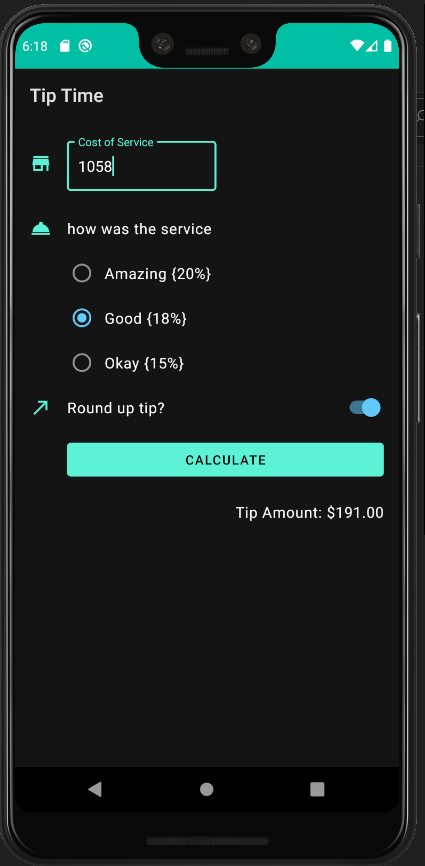 6:18
Tip Time
Cost of Service
1058
how was the service
Amazing {20%}
Good {18%}
Okay {15%}
Round up tip?
CALCULATE
Tip Amount: $191.00